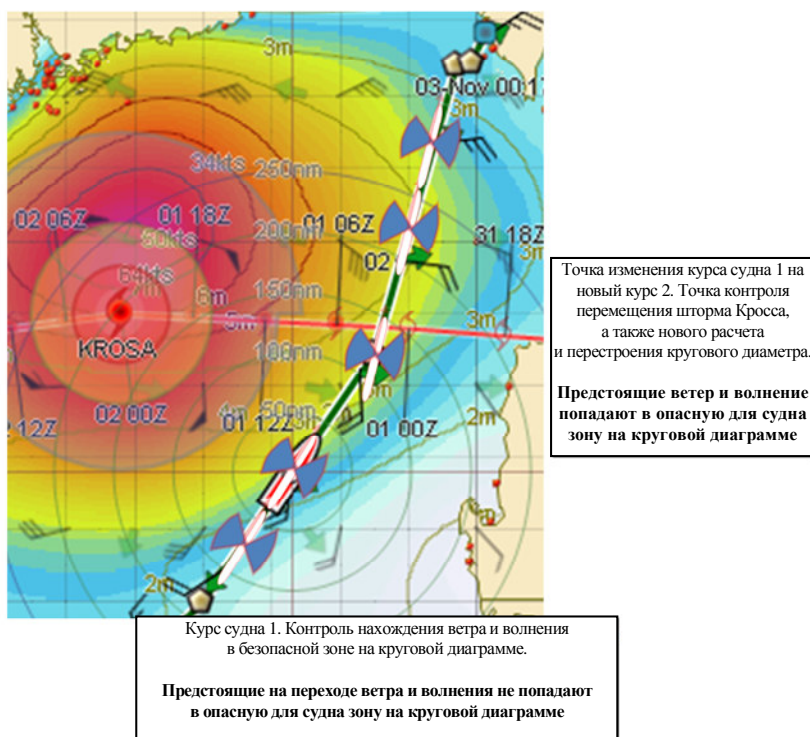 3m
03-Nov 00:17
3m
34kts
250nm
02 06Z
01 18Z
200nm
01 06Z
31 18Z
50kts
02
3m
64kts
150nm
6m
5m
3m
KROSA
100nm
02 00Z
4m
50nm
3m
2m
12Z
01 12Z
01 00Z
2m
Точка изменения курса судна 1 на
новый курс 2. Точка контроля
перемещения шторма Кросса,
а также нового расчета
и перестроения кругового диаметра.
Предстоящие ветер и волнение
попадают в опасную для судна
зону на круговой диаграмме
Курс судна 1. Контроль нахождения ветра и волнения
в безопасной зоне на круговой диаграмме.
Предстоящие на переходе ветра и волнения не попадают
в опасную для судна зону на круговой диаграмме